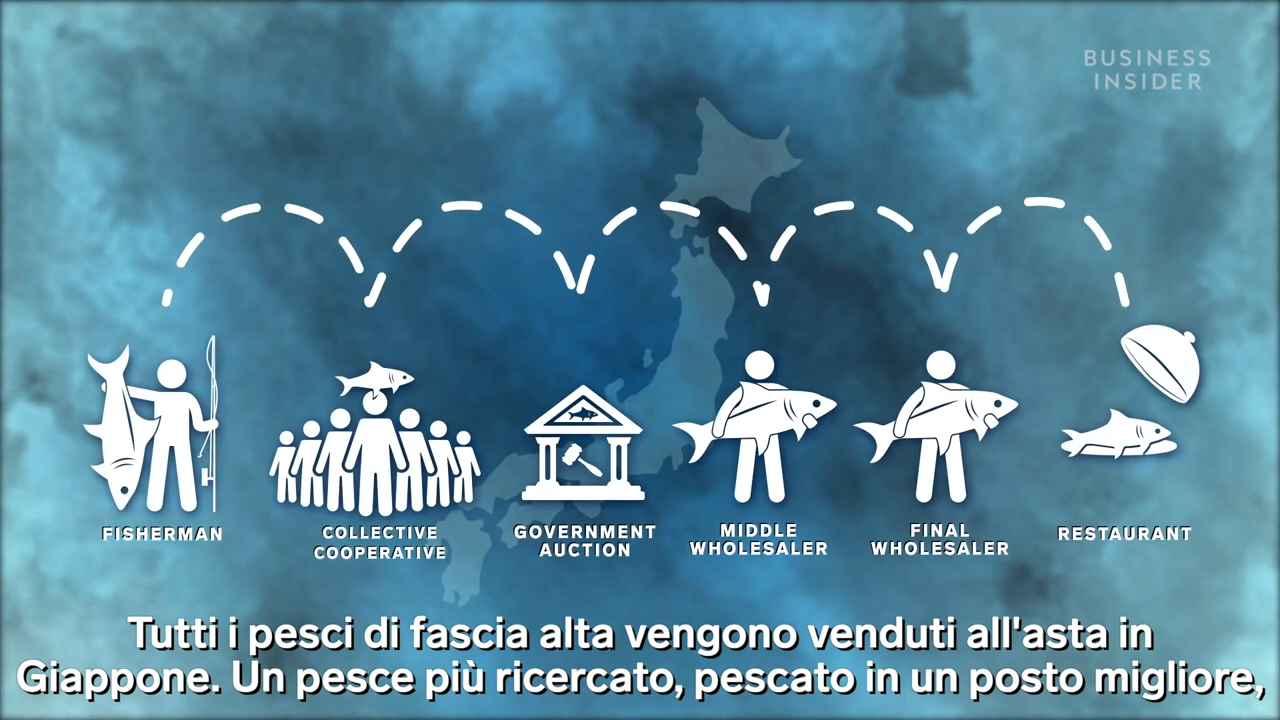 BUSINESS
INSIDER
FISHERMAN
COLLECTIVE
COOPERATIVE
GOVERNMENT
AUCTION
MIDDLE
WHOLESALER
FINAL
WHOLESALER
RESTAURANT
Tutti i pesci di fascia alta vengono venduti all'asta in
Giappone. Un pesce più ricercato, pescato in un posto migliore,